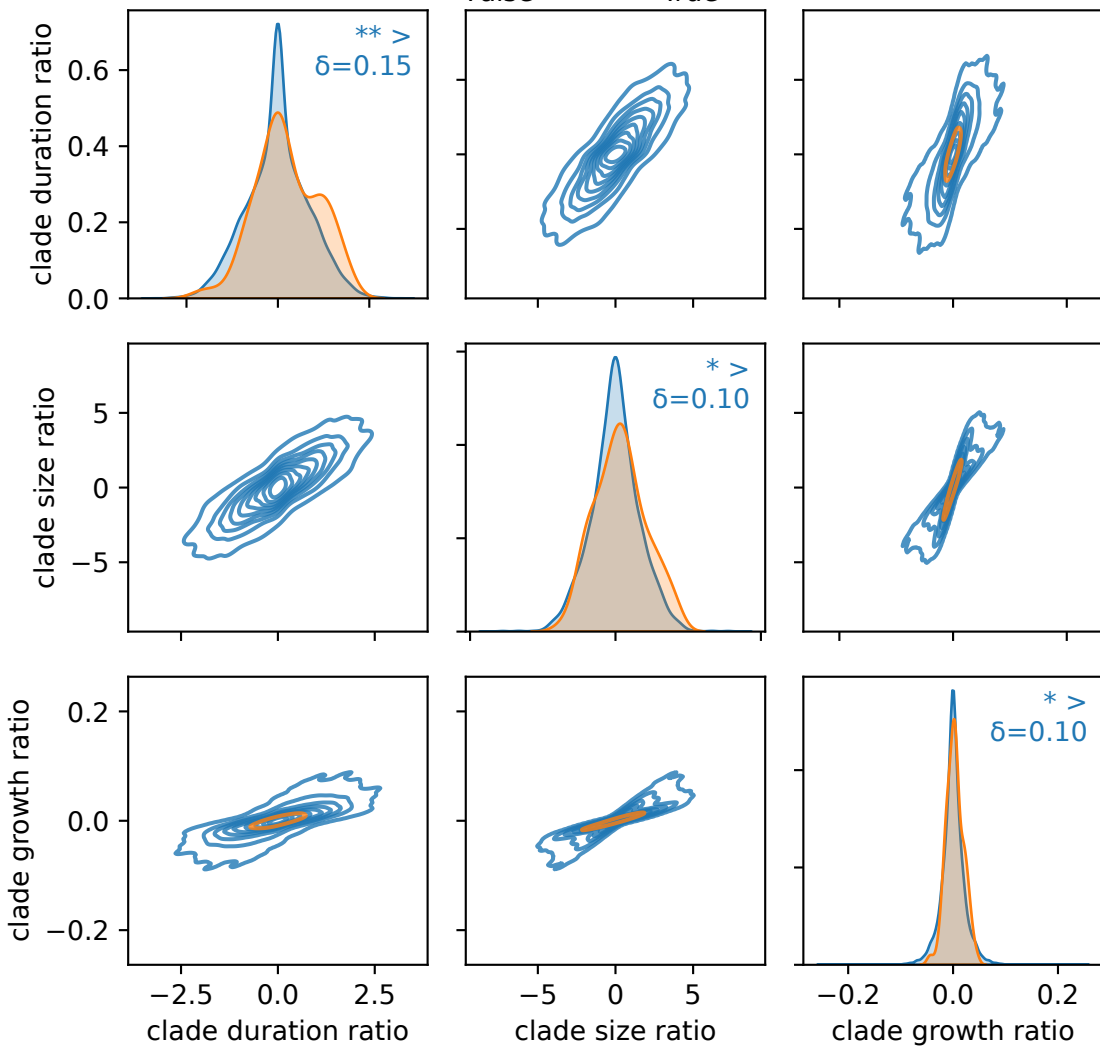 clade duration ratio
0.6
0.4
0.2
0.0
** >
δ=0.15
clade size ratio
5
0
−5
* >
δ=0.10
clade growth ratio
0.2
0.0
−0.2
* >
δ=0.10
−2.5 0.0 2.5
−5 0 5
−0.2 0.0 0.2
clade duration ratio
clade size ratio
clade growth ratio